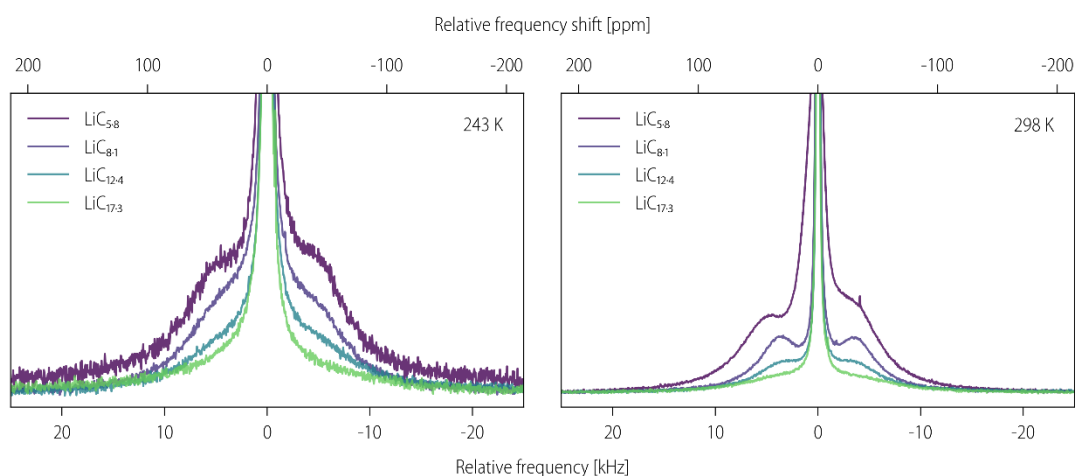 Relative frequency shift [ppm]
200 100 0 -100 -200
200 100 0 -100 -200
LiC5·8
LiC8·1
LiC12·4
LiC17·3
243 K
LiC5·8
LiC8·1
LiC12·4
LiC17·3
298 K
20 10 0 -10 -20
20 10 0 -10 -20
Relative frequency [kHz]